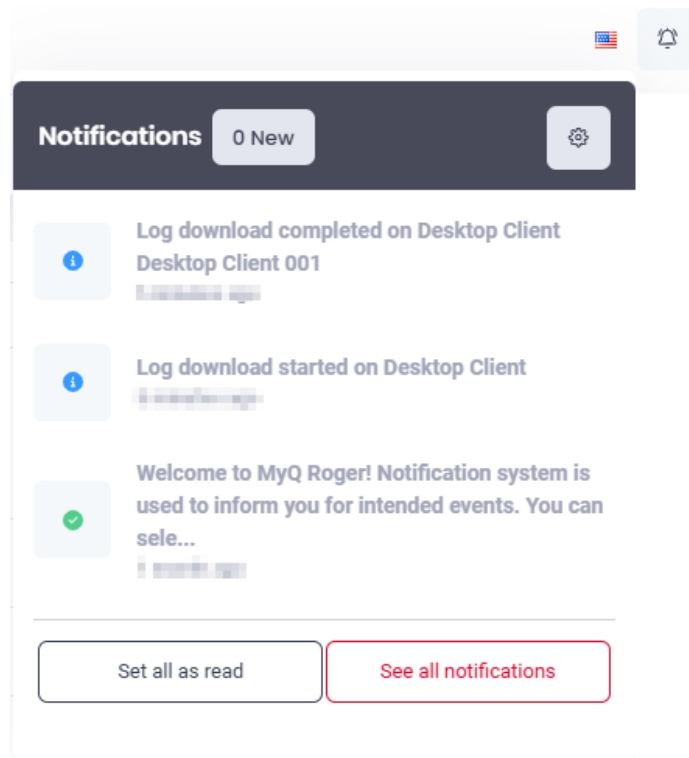 Notifications 0 New
Log download completed on Desktop Client
Desktop Client 001
Log download started on Desktop Client
Welcome to MyQ Roger! Notification system is
used to inform you for intended events. You can
sele...
Set all as read
See all notifications